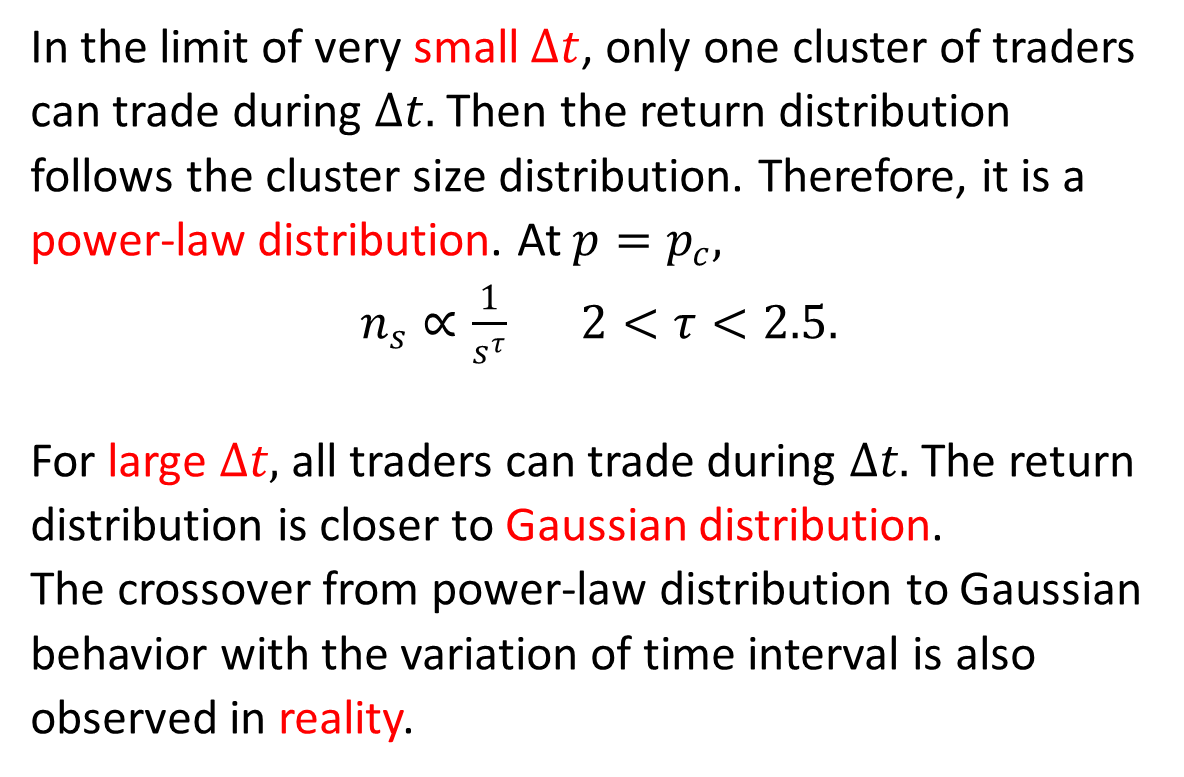 In the limit of very small Δt, only one cluster of traders
can trade during Δt. Then the return distribution
follows the cluster size distribution. Therefore, it is a
power-law distribution. At p = p_c,
n_s ∝ 1/s^τ 2 < τ < 2.5.
For large Δt, all traders can trade during Δt. The return
distribution is closer to Gaussian distribution.
The crossover from power-law distribution to Gaussian
behavior with the variation of time interval is also
observed in reality.